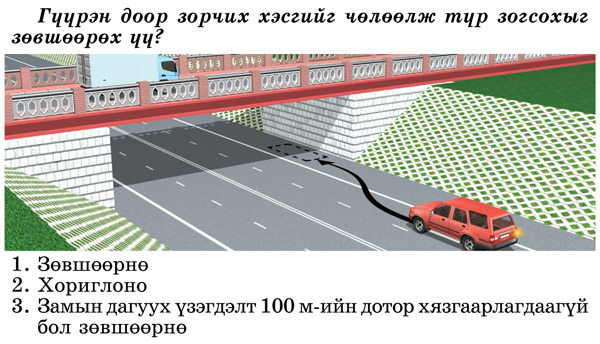 Гүүрэн доор зорчих хэсгийг чөлөөлж түр зогсохыг
зөвшөөрөх үү?
1. Зөвшөөрнө
2. Хориглоно
3. Замын дагуух үзэгдэлт 100 м-ийн дотор хязгаарлагдаагүй
бол зөвшөөрнө